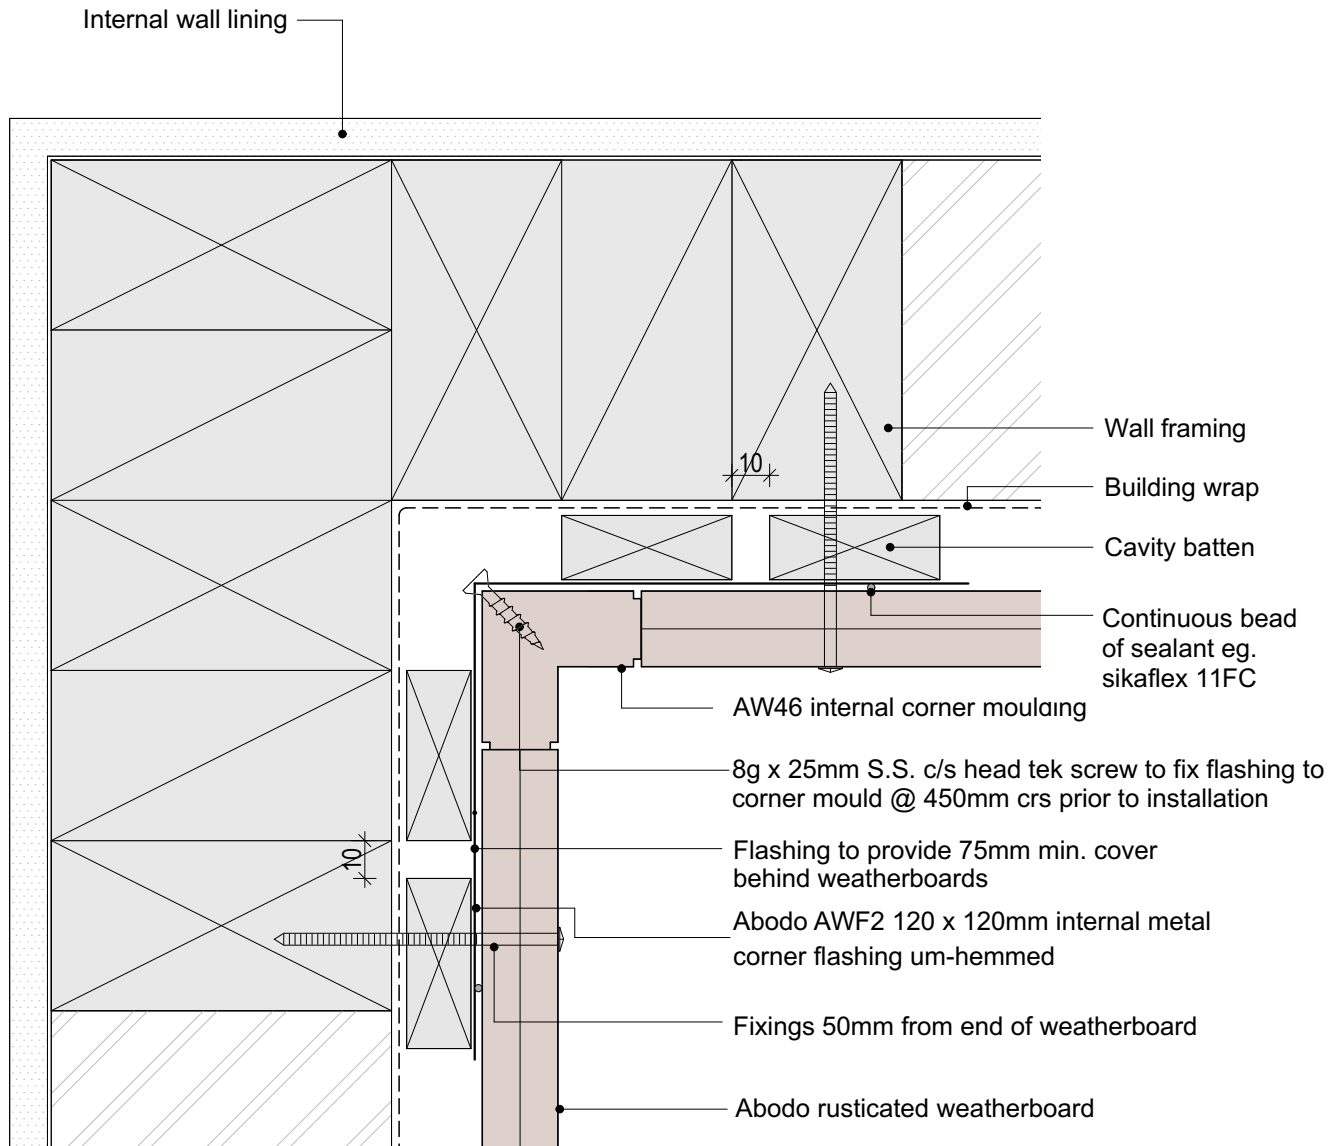 Internal wall lining
Wall framing
10
Building wrap
Cavity batten
Continuous bead
of sealant eg.
sikaflex 11FC
AW46 internal corner moulding
8g x 25mm S.S. c/s head tek screw to fix flashing to
corner mould @ 450mm crs prior to installation
10
Flashing to provide 75mm min. cover
behind weatherboards
Abodo AWF2 120 x 120mm internal metal
corner flashing um-hemmed
Fixings 50mm from end of weatherboard
Abodo rusticated weatherboard